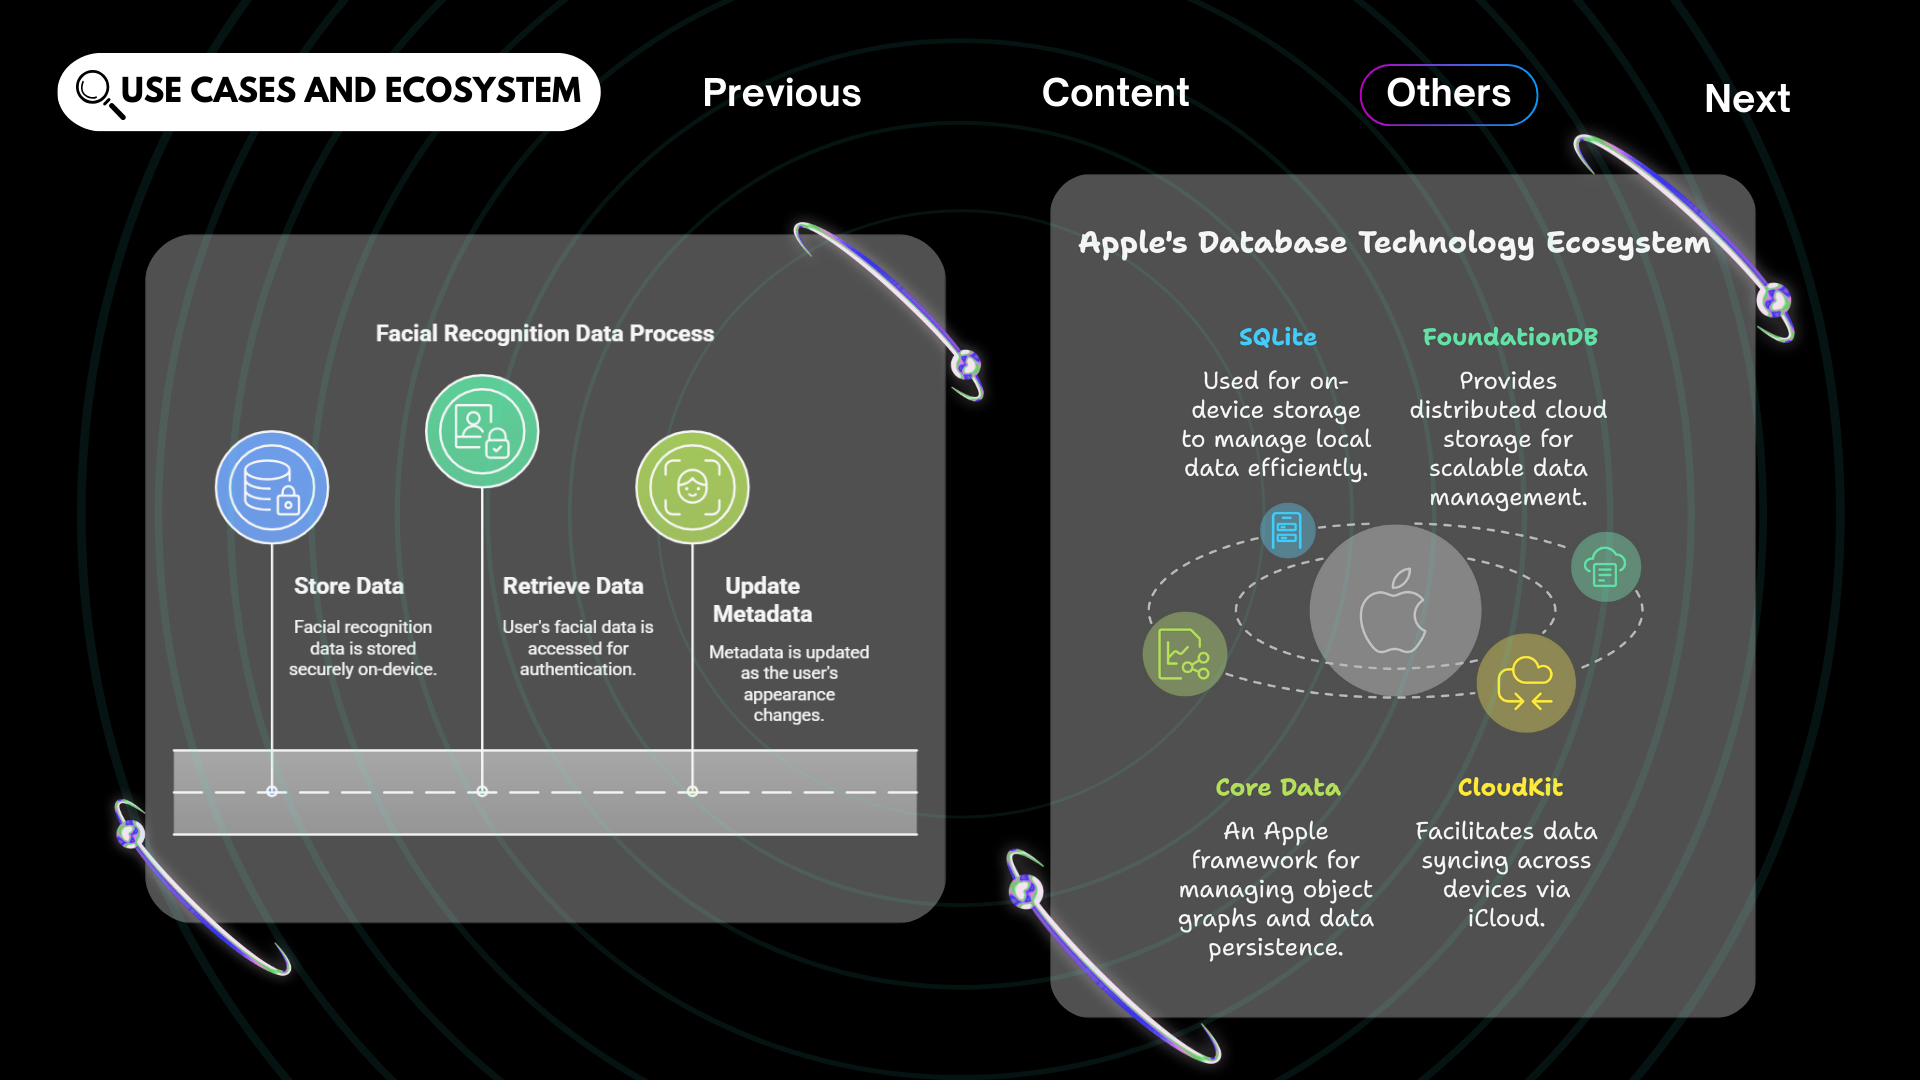 USE CASES AND ECOSYSTEM
Previous
Content
Others
Next
Facial Recognition Data Process
Store Data
Facial recognition
data is stored
securely on-device.
Retrieve Data
User's facial data is
accessed for
authentication.
Update
Metadata
Metadata is updated
as the user's
appearance
changes.
Apple's Database Technology Ecosystem
SQLite
Used for on-
device storage
to manage local
data efficiently.
FoundationDB
Provides
distributed cloud
storage for
scalable data
management.
Core Data
An Apple
framework for
managing object
graphs and data
persistence.
CloudKit
Facilitates data
syncing across
devices via
iCloud.